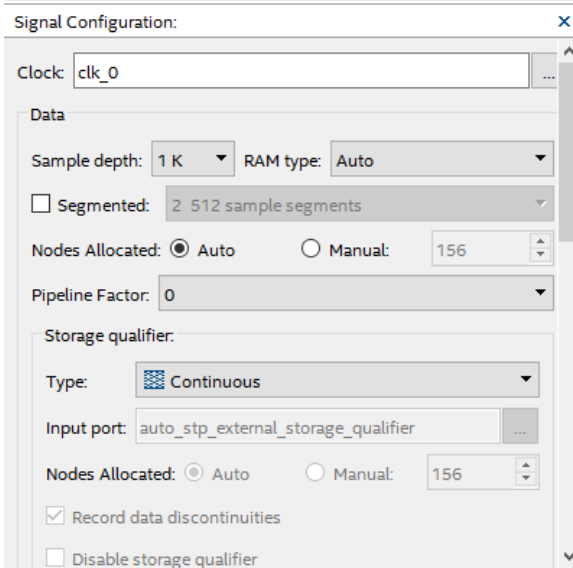 Signal Configuration:
Clock: clk_0 ...
Data
Sample depth: 1 K RAM type: Auto
Segmented: 2 512 sample segments
Nodes Allocated: Auto Manual: 156
Pipeline Factor: 0
Storage qualifier:
Type: Continuous
Input port: auto_stp_external_storage_qualifier ...
Nodes Allocated: Auto Manual: 156
Record data discontinuities
Disable storage qualifier